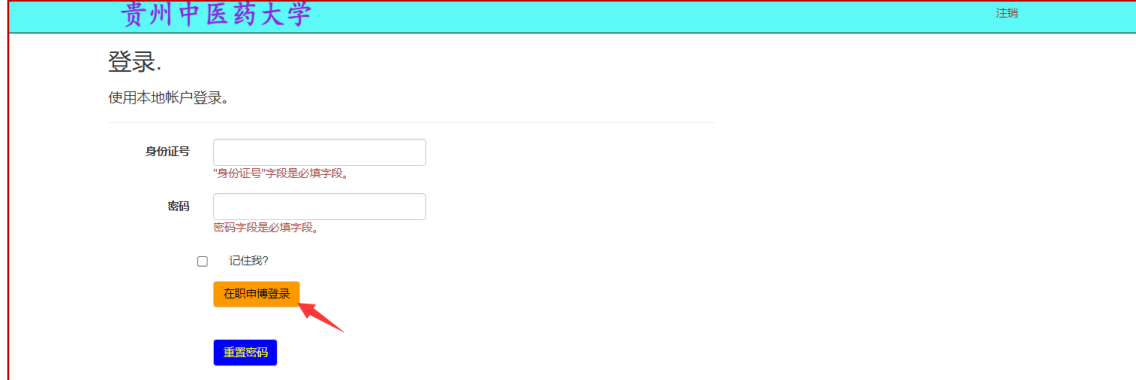 贵州中医药大学
注销
登录.
使用本地帐户登录。
身份证号
"身份证号"字段是必填字段。
密码
密码字段是必填字段。
记住我?
在职申博登录
重置密码